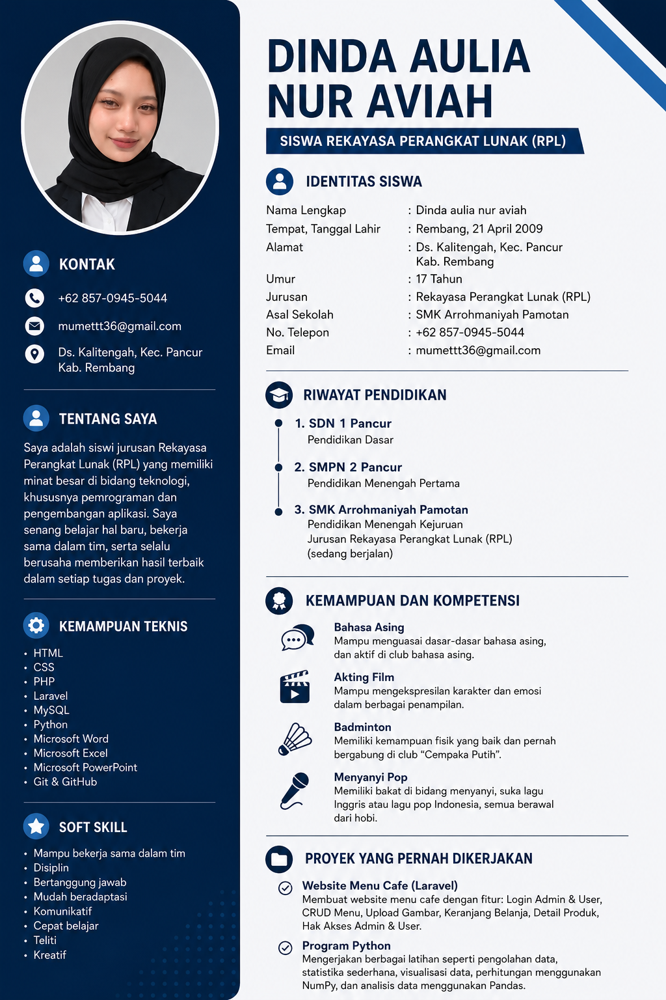 DINDA AULIA
NUR AVIAH
SISWA REKAYASA PERANGKAT LUNAK (RPL)
KONTAK
+62 857-0945-5044
mumettt36@gmail.com
Ds. Kalitengah, Kec. Pancur
Kab. Rembang
TENTANG SAYA
Saya adalah siswi jurusan Rekayasa
Perangkat Lunak (RPL) yang memiliki
minat besar di bidang teknologi,
khususnya pemrograman dan
pengembangan aplikasi. Saya
senang belajar hal baru, bekerja
sama dalam tim, serta selalu
berusaha memberikan hasil terbaik
dalam setiap tugas dan proyek.
KEMAMPUAN TEKNIS
• HTML
• CSS
• PHP
• Laravel
• MySQL
• Python
• Microsoft Word
• Microsoft Excel
• Microsoft PowerPoint
• Git & GitHub
SOFT SKILL
• Mampu bekerja sama dalam tim
• Disiplin
• Bertanggung jawab
• Mudah beradaptasi
• Komunikatif
• Cepat belajar
• Teliti
• Kreatif
IDENTITAS SISWA
Nama Lengkap : Dinda aulia nur aviah
Tempat, Tanggal Lahir : Rembang, 21 April 2009
Alamat : Ds. Kalitengah, Kec. Pancur
Kab. Rembang
Umur : 17 Tahun
Jurusan : Rekayasa Perangkat Lunak (RPL)
Asal Sekolah : SMK Arrohmaniyah Pamotan
No. Telepon : +62 857-0945-5044
Email : mumettt36@gmail.com
RIWAYAT PENDIDIKAN
1. SDN 1 Pancur
Pendidikan Dasar
2. SMPN 2 Pancur
Pendidikan Menengah Pertama
3. SMK Arrohmaniyah Pamotan
Pendidikan Menengah Kejuruan
Jurusan Rekayasa Perangkat Lunak (RPL)
(sedang berjalan)
KEMAMPUAN DAN KOMPETENSI
Bahasa Asing
Mampu menguasai dasar-dasar bahasa asing,
dan aktif di club bahasa asing.
Akting Film
Mampu mengekspresilan karakter dan emosi
dalam berbagai penampilan.
Badminton
Memiliki kemampuan fisik yang baik dan pernah
bergabung di club “Cempaka Putih”.
Menyanyi Pop
Memiliki bakat di bidang menyanyi, suka lagu
Inggris atau lagu pop Indonesia, semua berawal
dari hobi.
PROYEK YANG PERNAH DIKERJAKAN
Website Menu Cafe (Laravel)
Membuat website menu cafe dengan fitur: Login Admin & User,
CRUD Menu, Upload Gambar, Keranjang Belanja, Detail Produk,
Hak Akses Admin & User.
Program Python
Mengerjakan berbagai latihan seperti pengolahan data,
statistika sederhana, visualisasi data, perhitungan menggunakan
NumPy, dan analisis data menggunakan Pandas.